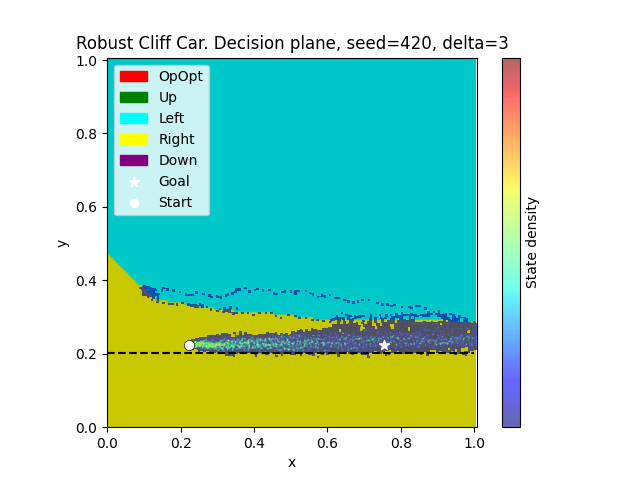 Robust Cliff Car. Decision plane, seed=420, delta=3
1.0
0.8
0.6
0.4
0.2
0.0
y
OpOpt
Up
Left
Right
Down
Goal
Start
0.0 0.2 0.4 0.6 0.8 1.0
x
State density